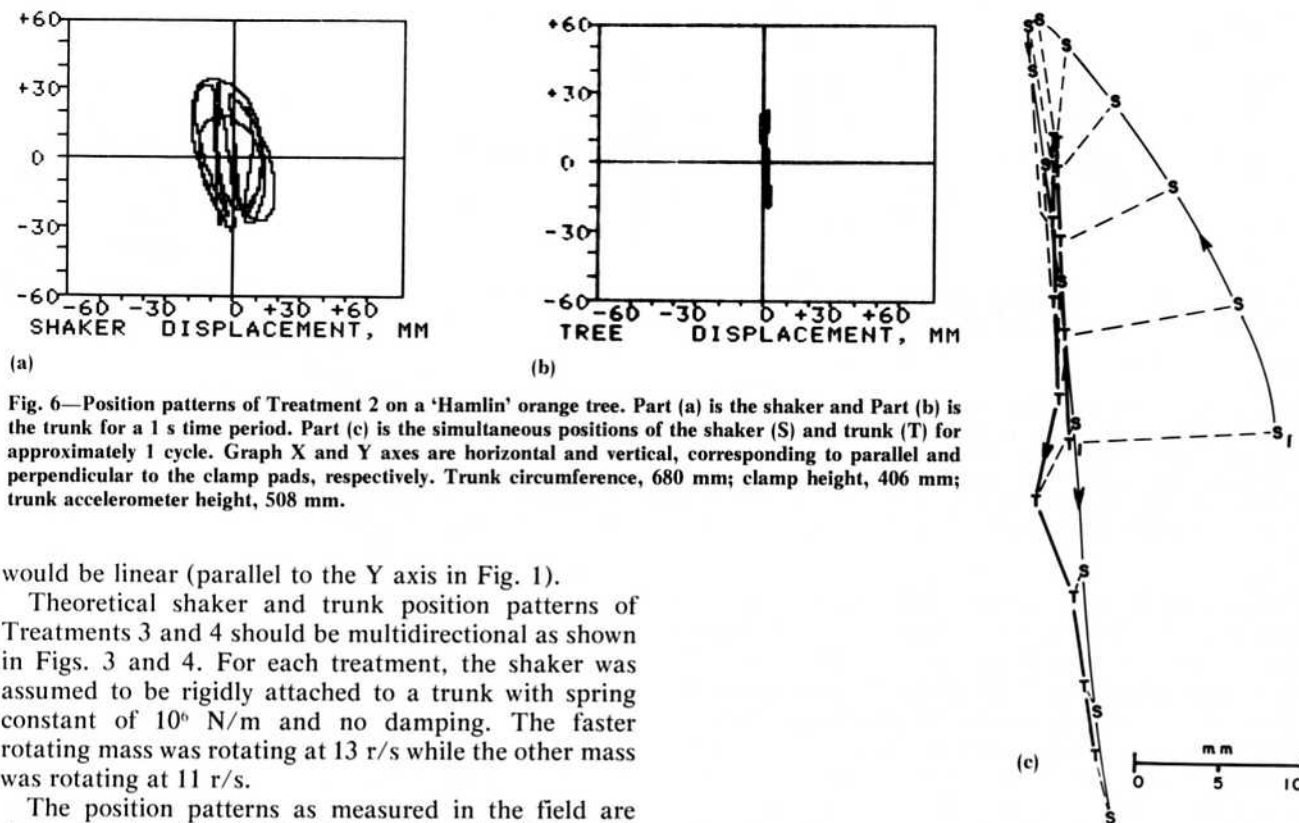 +60
+30
0
-30
-60
-60 -30 0 +30 +60
SHAKER DISPLACEMENT, MM
(a)
+60
+30
0
-30
-60
-60 -30 0 +30 +60
TREE DISPLACEMENT, MM
(b)
Fig. 6—Position patterns of Treatment 2 on a ‘Hamlin’ orange tree. Part (a) is the shaker and Part (b) is
the trunk for a 1 s time period. Part (c) is the simultaneous positions of the shaker (S) and trunk (T) for
approximately 1 cycle. Graph X and Y axes are horizontal and vertical, corresponding to parallel and
perpendicular to the clamp pads, respectively. Trunk circumference, 680 mm; clamp height, 406 mm;
trunk accelerometer height, 508 mm.
would be linear (parallel to the Y axis in Fig. 1).
Theoretical shaker and trunk position patterns of
Treatments 3 and 4 should be multidirectional as shown
in Figs. 3 and 4. For each treatment, the shaker was
assumed to be rigidly attached to a trunk with spring
constant of 10⁶ N/m and no damping. The faster
rotating mass was rotating at 13 r/s while the other mass
was rotating at 11 r/s.
The position patterns as measured in the field are
S S
S
S
S
S
S
S
S
S I
S
S
S
S
T
T
T
T
T
T
T I
T
T
T
T
(c)
mm
0 5 10